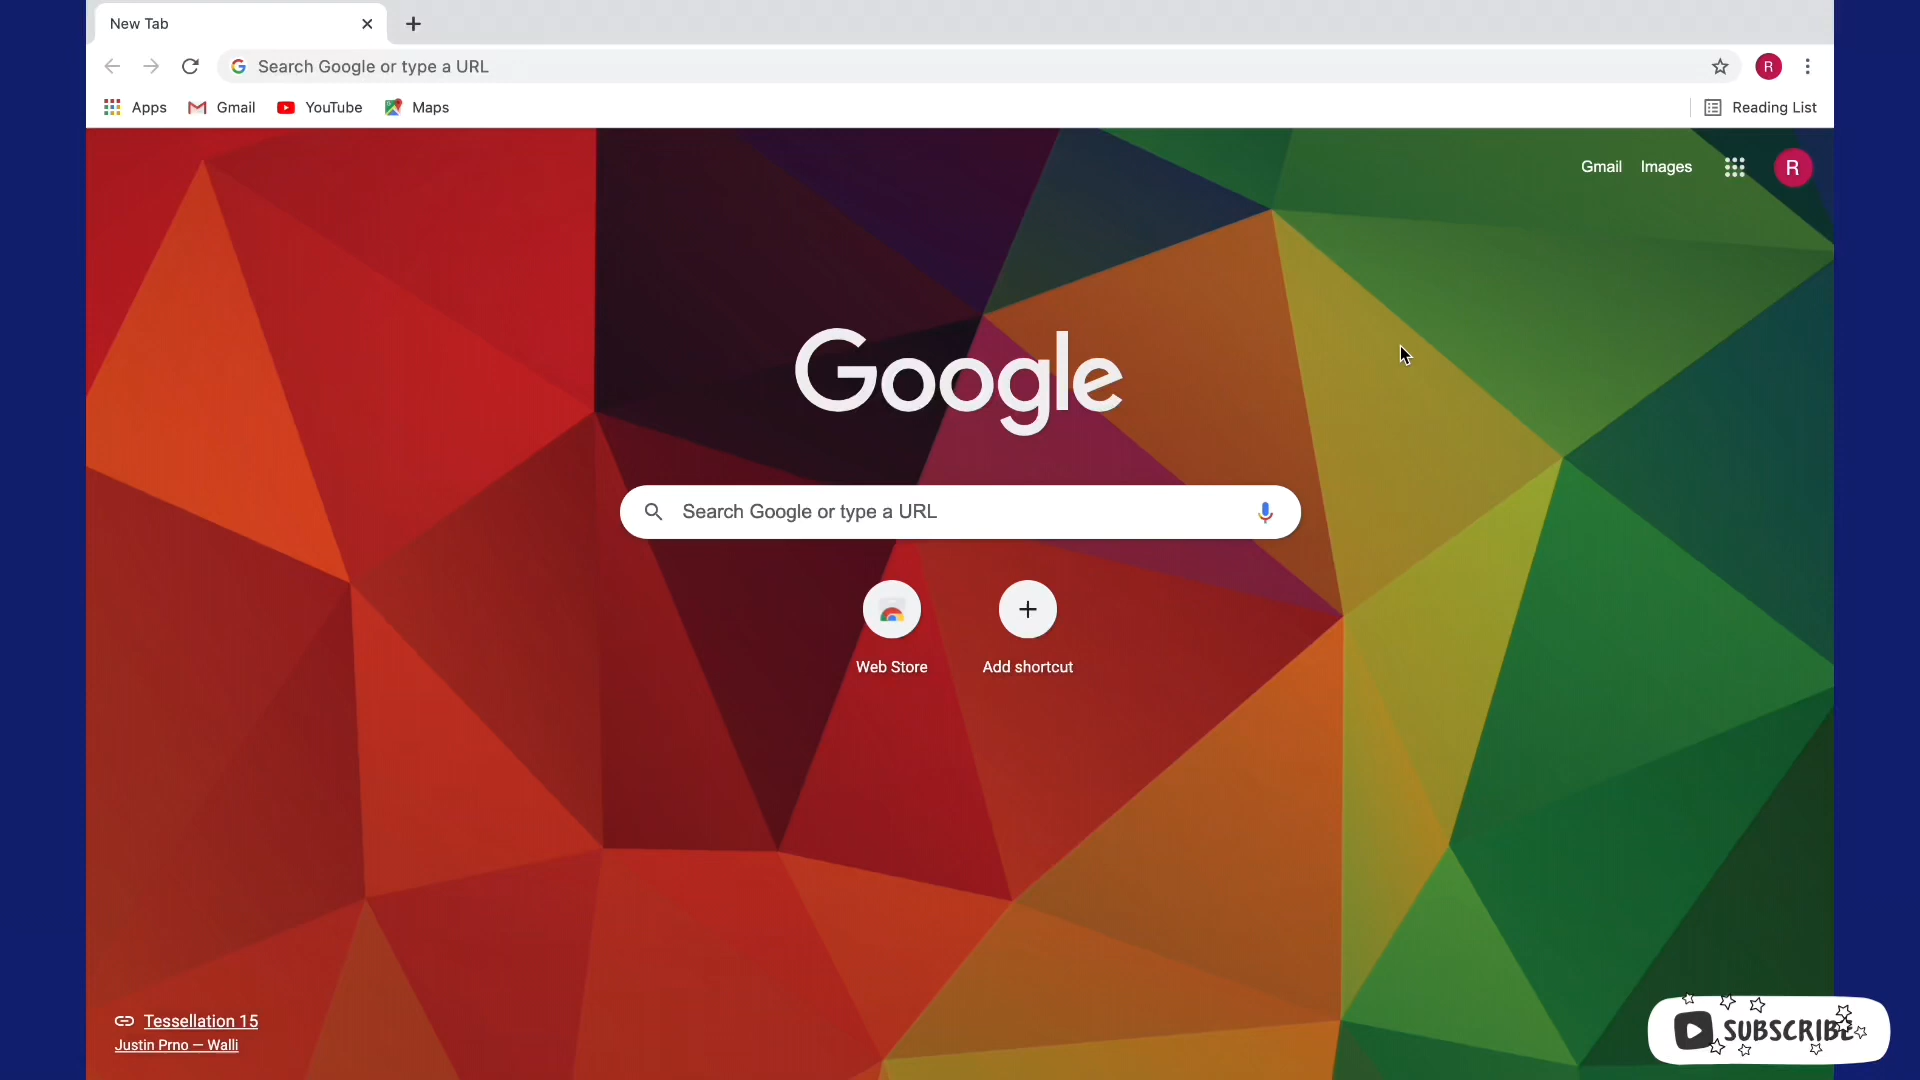 New Tab
Search Google or type a URL
R
Apps
Gmail
YouTube
Maps
Reading List
Gmail
Images
R
Google
Search Google or type a URL
Web Store
Add shortcut
Tessellation 15
Justin Prno — Walli
SUBSCRIBE